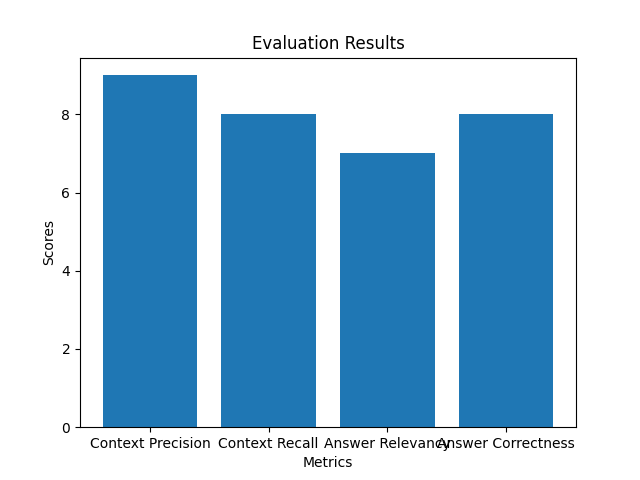 Evaluation Results
8
6
4
2
0
Scores
Context Precision
Context Recall
Answer Relevancy
Answer Correctness
Metrics